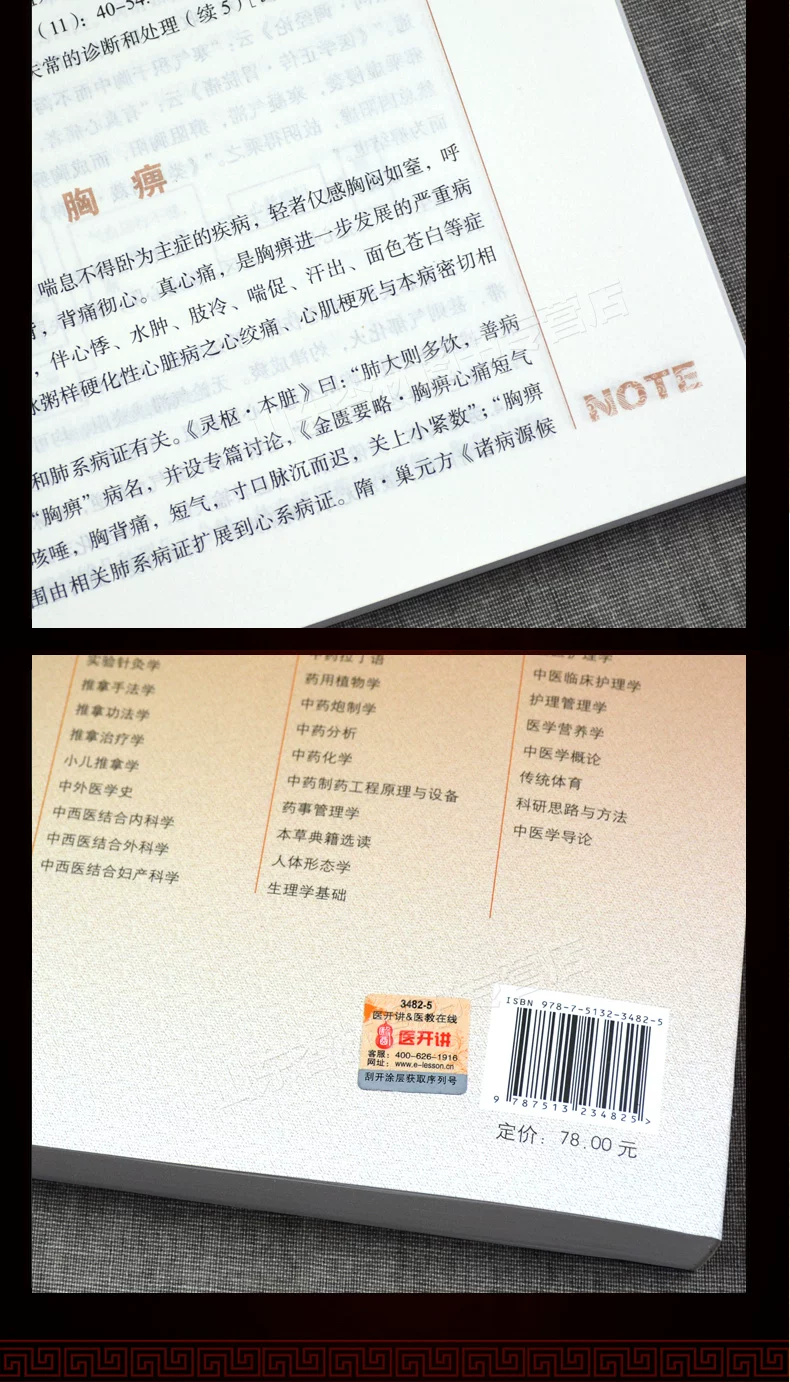 (11): 40-54.
失常的诊断和处理(续5)
胸 痹
喘息不得卧为主症的疾病，轻者仅感胸闷如窒，呼
背，背痛彻心。真心痛，是胸痹进一步发展的严重病
，伴心悸、水肿、肢冷、喘促、汗出、面色苍白等症
脉粥样硬化性心脏病之心绞痛、心肌梗死与本病密切相
和肺系病证有关。《灵枢·本脏》曰：“肺大则多饮，善病
“胸痹”病名，并设专篇讨论，《金匮要略·胸痹心痛短气
咳唾，胸背痛，短气，寸口脉沉而迟，关上小紧数”；“胸痹
围由相关肺系病证扩展到心系病证。隋·巢元方《诸病源候
NOTE
实验针灸学
推拿手法学
推拿功法学
推拿治疗学
小儿推拿学
中外医学史
中西医结合内科学
中西医结合外科学
中西医结合妇产科学
中药拉丁语
药用植物学
中药炮制学
中药分析
中药化学
中药制药工程原理与设备
药事管理学
本草典籍选读
人体形态学
生理学基础
护理学
中医临床护理学
护理管理学
医学营养学
中医学概论
传统体育
科研思路与方法
中医学导论
3482-5
医开讲&医教在线
医开讲
客服：400-626-1916
网址：www.e-lesson.cn
刮开涂层获取序列号
ISBN 978-7-5132-3482-5
9 787513 234825 >
定价：78.00 元